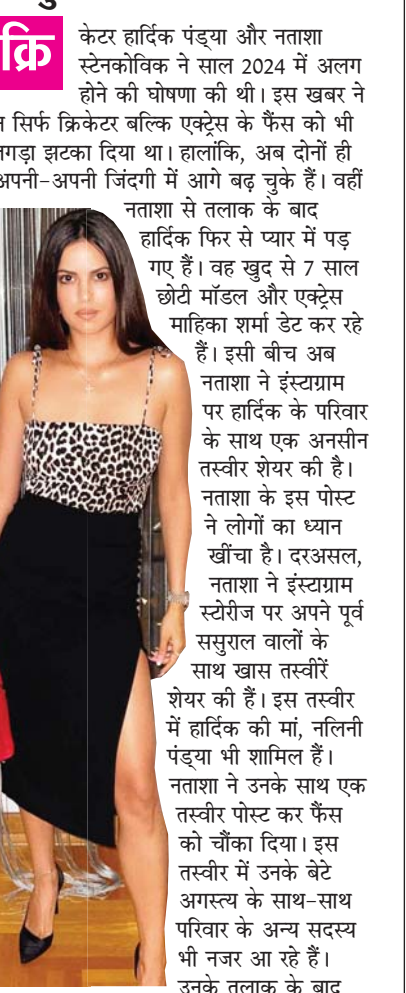 क्रिकेटर हार्दिक पंड्या और नताशा
स्टेनकोविक ने साल 2024 में अलग
होने की घोषणा की थी। इस खबर ने
सिर्फ क्रिकेटर बल्कि एक्ट्रेस के फैंस को भी
झटका दिया था। हालांकि, अब दोनों ही
अपनी-अपनी जिंदगी में आगे बढ़ चुके हैं। वहीं
नताशा से तलाक के बाद
हार्दिक फिर से प्यार में पड़
गए हैं। वह खुद से 7 साल
छोटी मॉडल और एक्ट्रेस
माहिका शर्मा डेट कर रहे
हैं। इसी बीच अब
नताशा ने इंस्टाग्राम
पर हार्दिक के परिवार
के साथ एक अनसीन
तस्वीर शेयर की है।
नताशा के इस पोस्ट
ने लोगों का ध्यान
खींचा है। दरअसल,
नताशा ने इंस्टाग्राम
स्टोरीज पर अपने पूर्व
ससुराल वालों के
साथ खास तस्वीरें
शेयर की हैं। इस तस्वीर
में हार्दिक की मां, नलिनी
पंड्या भी शामिल हैं।
नताशा ने उनके साथ एक
तस्वीर पोस्ट कर फैंस
को चौंका दिया। इस
तस्वीर में उनके बेटे
अगस्त्य के साथ-साथ
परिवार के अन्य सदस्य
भी नजर आ रहे हैं।
उनके तलाक के बाद